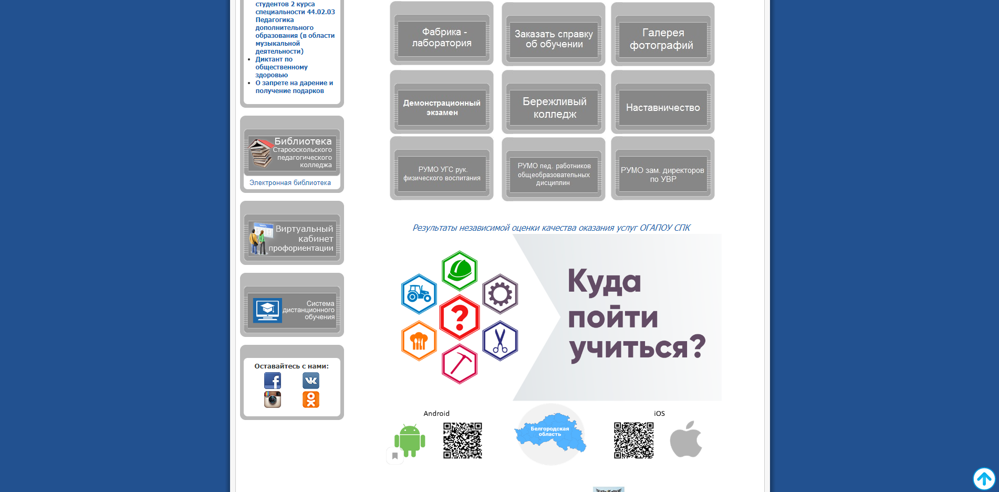 студентов 2 курса
специальности 44.02.03
Педагогика
дополнительного
образования (в области
музыкальной
деятельности)
Диктант по
общественному
здоровью
О запрете на дарение и
получение подарков
Библиотека
Старооскольского
педагогического
колледжа
Электронная библиотека
Виртуальный
кабинет
профориентации
Система
дистанционного
обучения
Оставайтесь с нами:
Фабрика -
лаборатория
Заказать справку
об обучении
Галерея
фотографий
Демонстрационный
экзамен
Бережливый
колледж
Наставничество
РУМО УГС рук.
физического воспитания
РУМО пед. работников
общеобразовательных
дисциплин
РУМО зам. директоров
по УВР
Результаты независимой оценки качества оказания услуг ОГАПОУ СПК
Куда
пойти
учиться?
Android
Белгородская
область
iOS